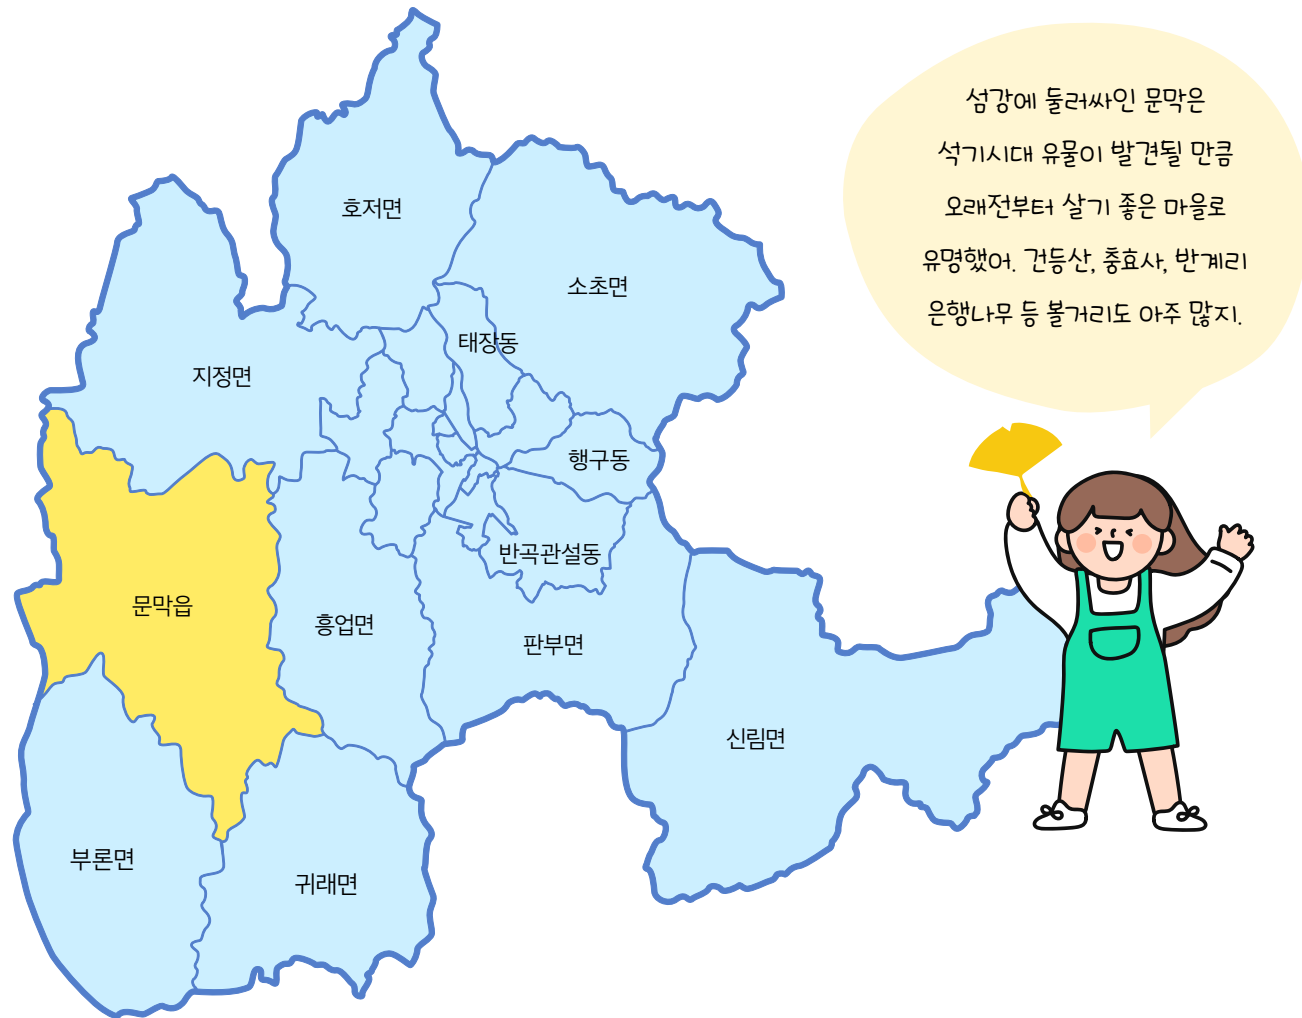 섬강에 둘러싸인 문막은
석기시대 유물이 발견될 만큼
오래전부터 살기 좋은 마을로
유명했어. 건등산, 충효사, 반계리
은행나무 등 볼거리도 아주 많지.
호저면
소초면
태장동
지정면
행구동
반곡관설동
문막읍
흥업면
판부면
신림면
부론면
귀래면